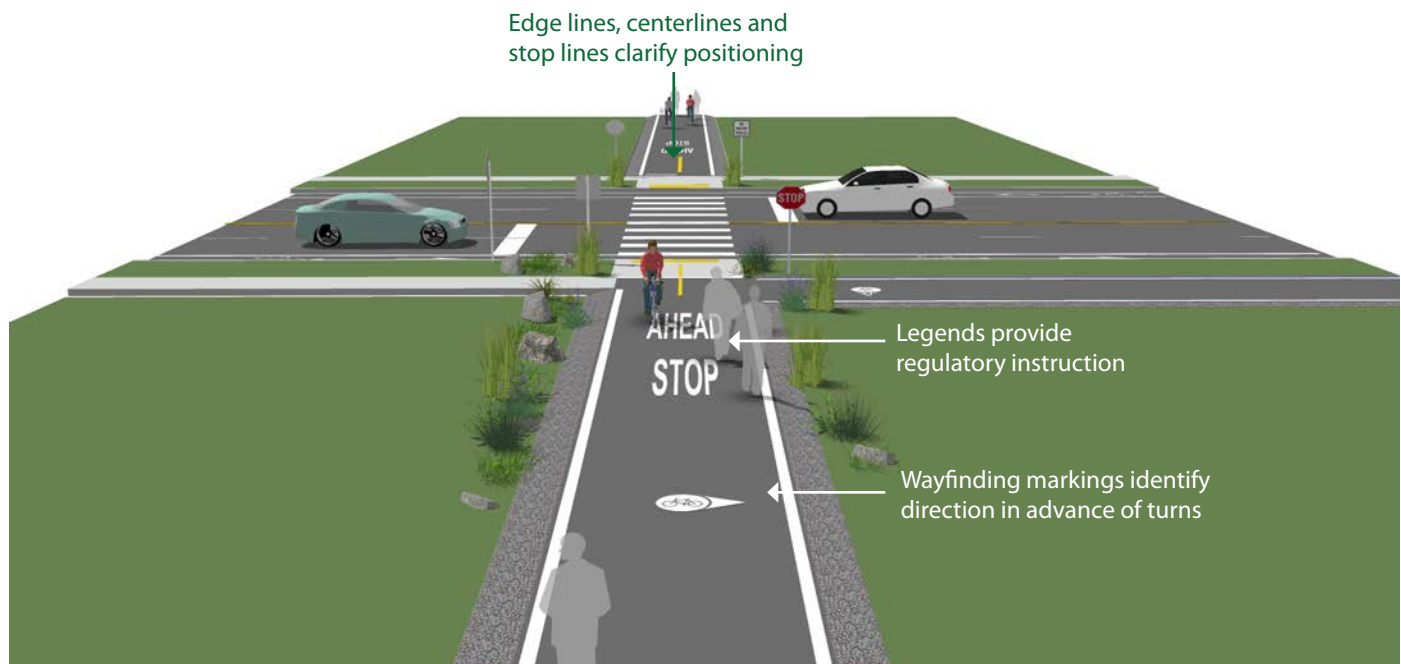 Edge lines, centerlines and
stop lines clarify positioning
STOP
AHEAD
STOP
Legends provide
regulatory instruction
Wayfinding markings identify
direction in advance of turns